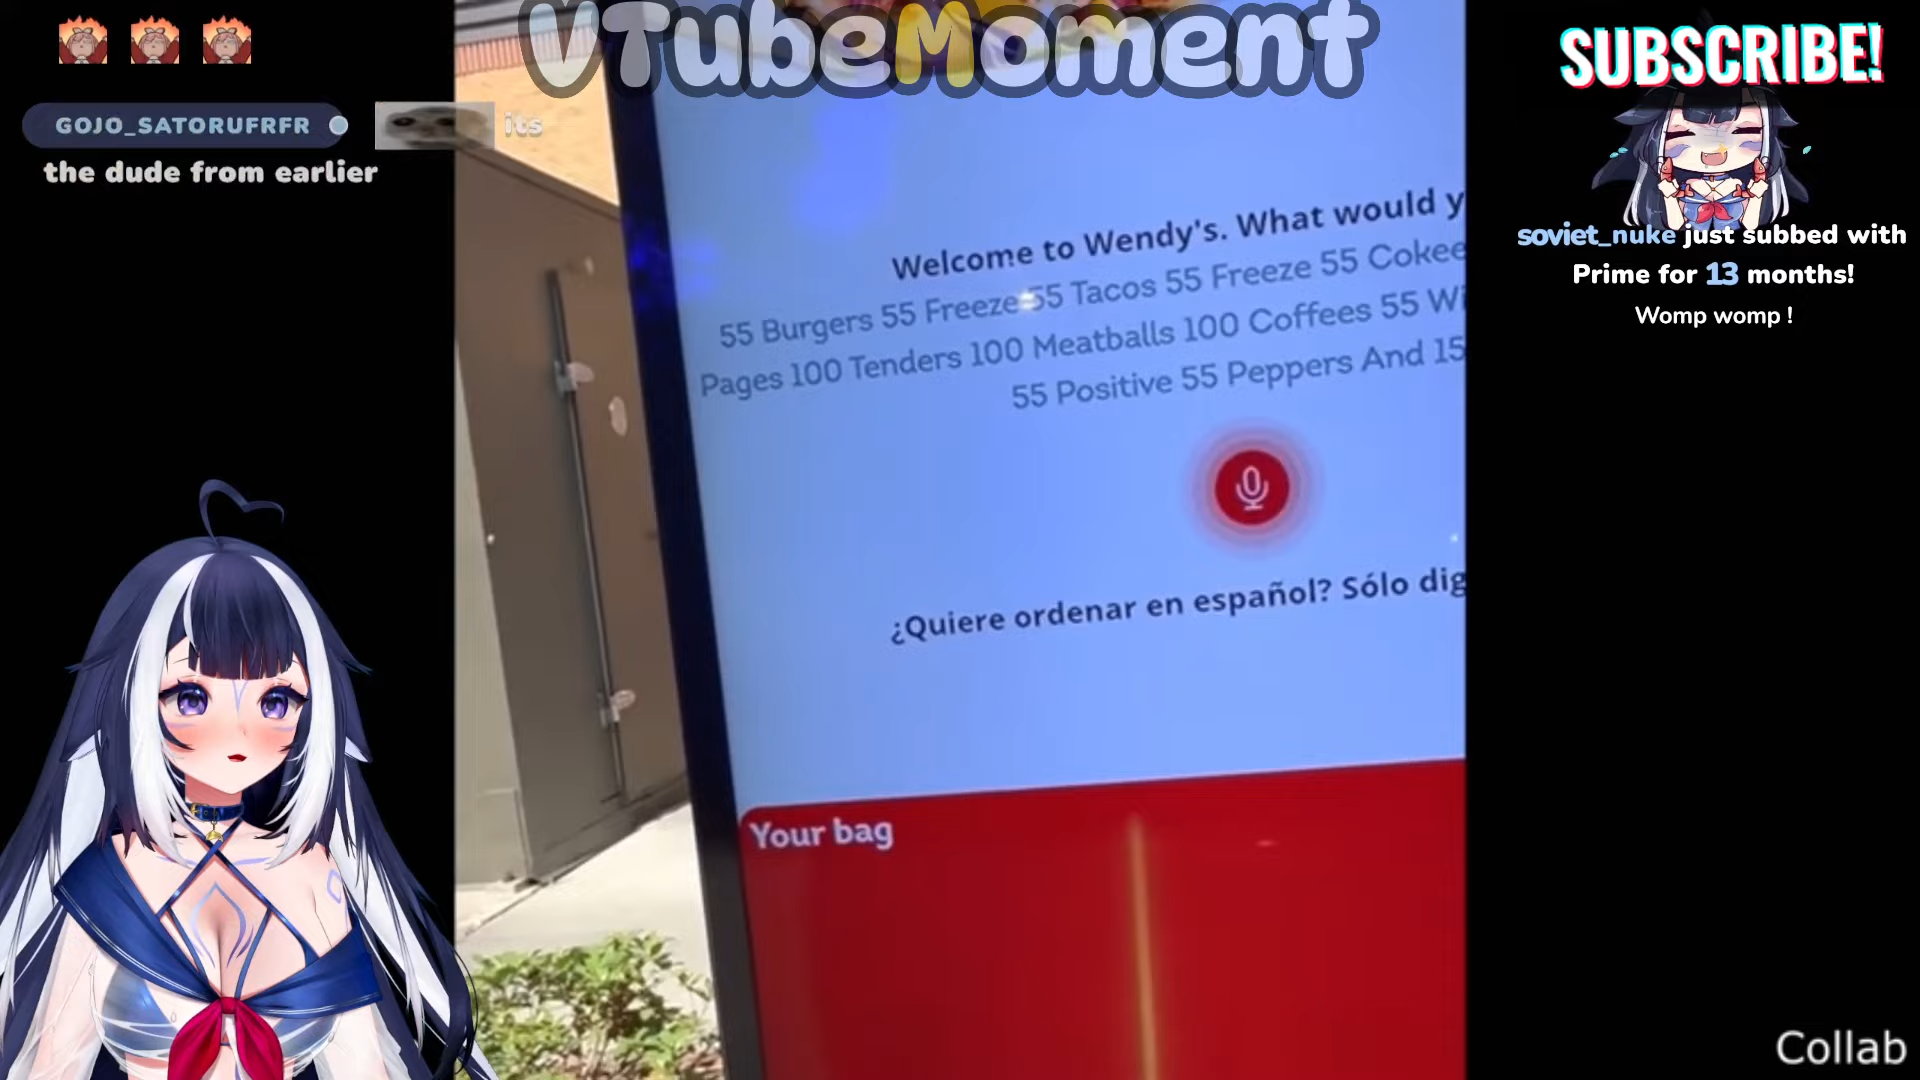 VTubeMoment
SUBSCRIBE!
GOJO_SATORUFRFR its
the dude from earlier
soviet_nuke just subbed with
Prime for 13 months!
Womp womp !
Welcome to Wendy's. What would y
55 Burgers 55 Freeze 55 Tacos 55 Freeze 55 Cokee
Pages 100 Tenders 100 Meatballs 100 Coffees 55 Wi
55 Positive 55 Peppers And 15
¿Quiere ordenar en español? Sólo dig
Your bag
Collab